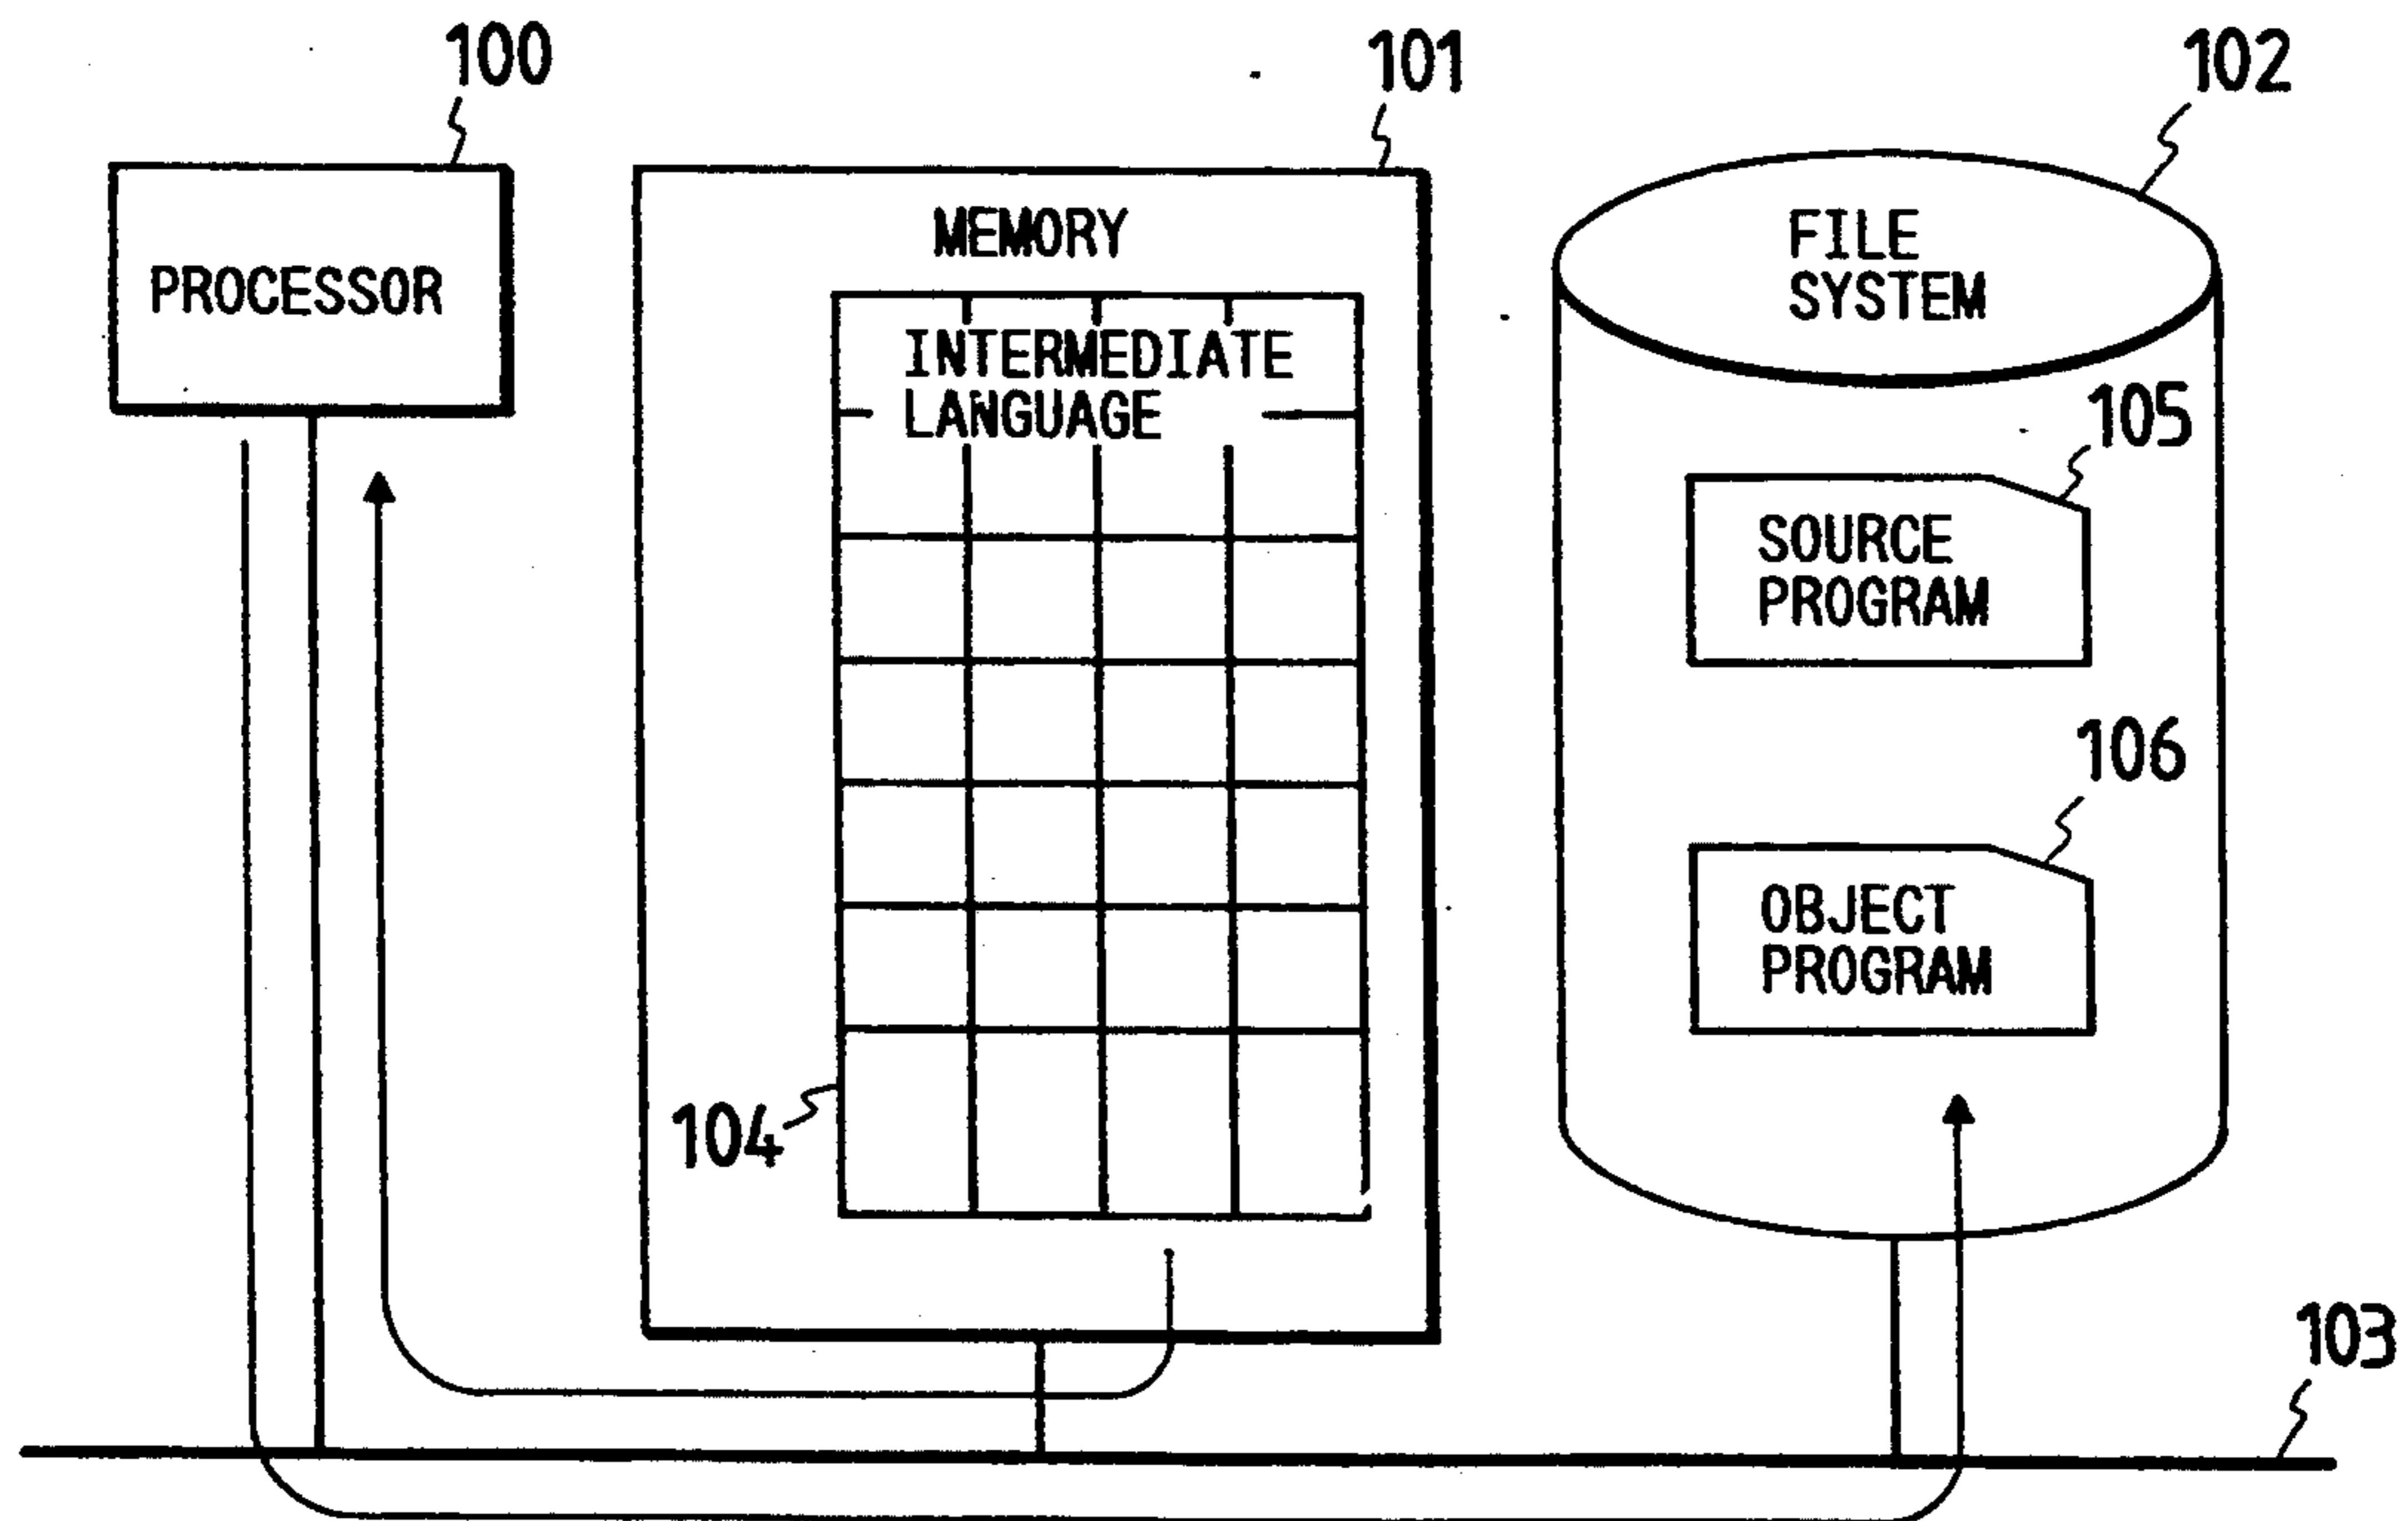 100
101
102
PROCESSOR
MEMORY
FILE
SYSTEM
INTERMEDIATE
LANGUAGE
105
SOURCE
PROGRAM
106
OBJECT
PROGRAM
104
103